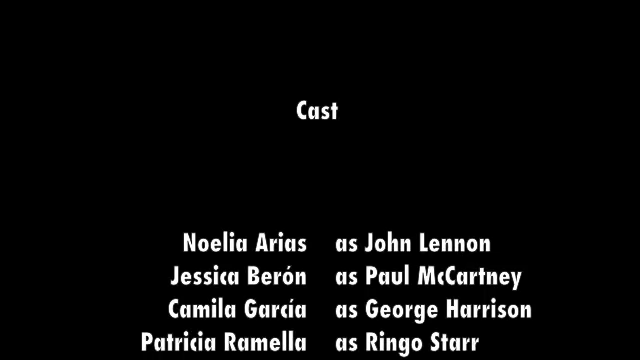 Cast
Noelia Arias as John Lennon
Jessica Berón as Paul McCartney
Camila García as George Harrison
Patricia Ramella as Ringo Starr